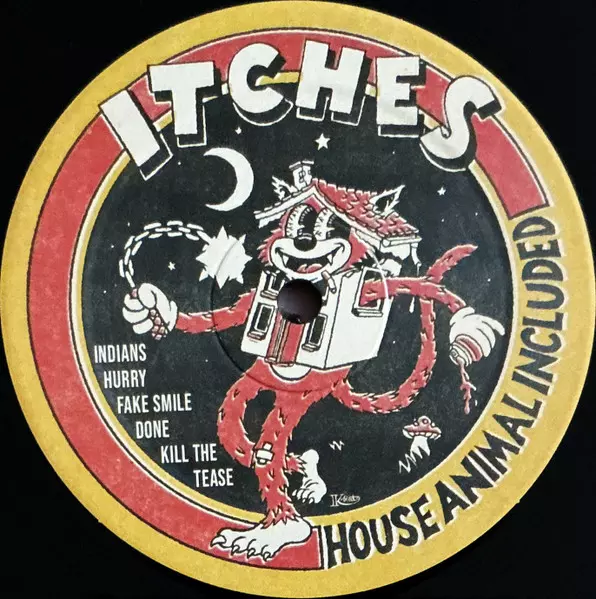 ITCHES
INDIANS
HURRY
FAKE SMILE
DONE
KILL THE
TEASE
HOUSE ANIMAL INCLUDED